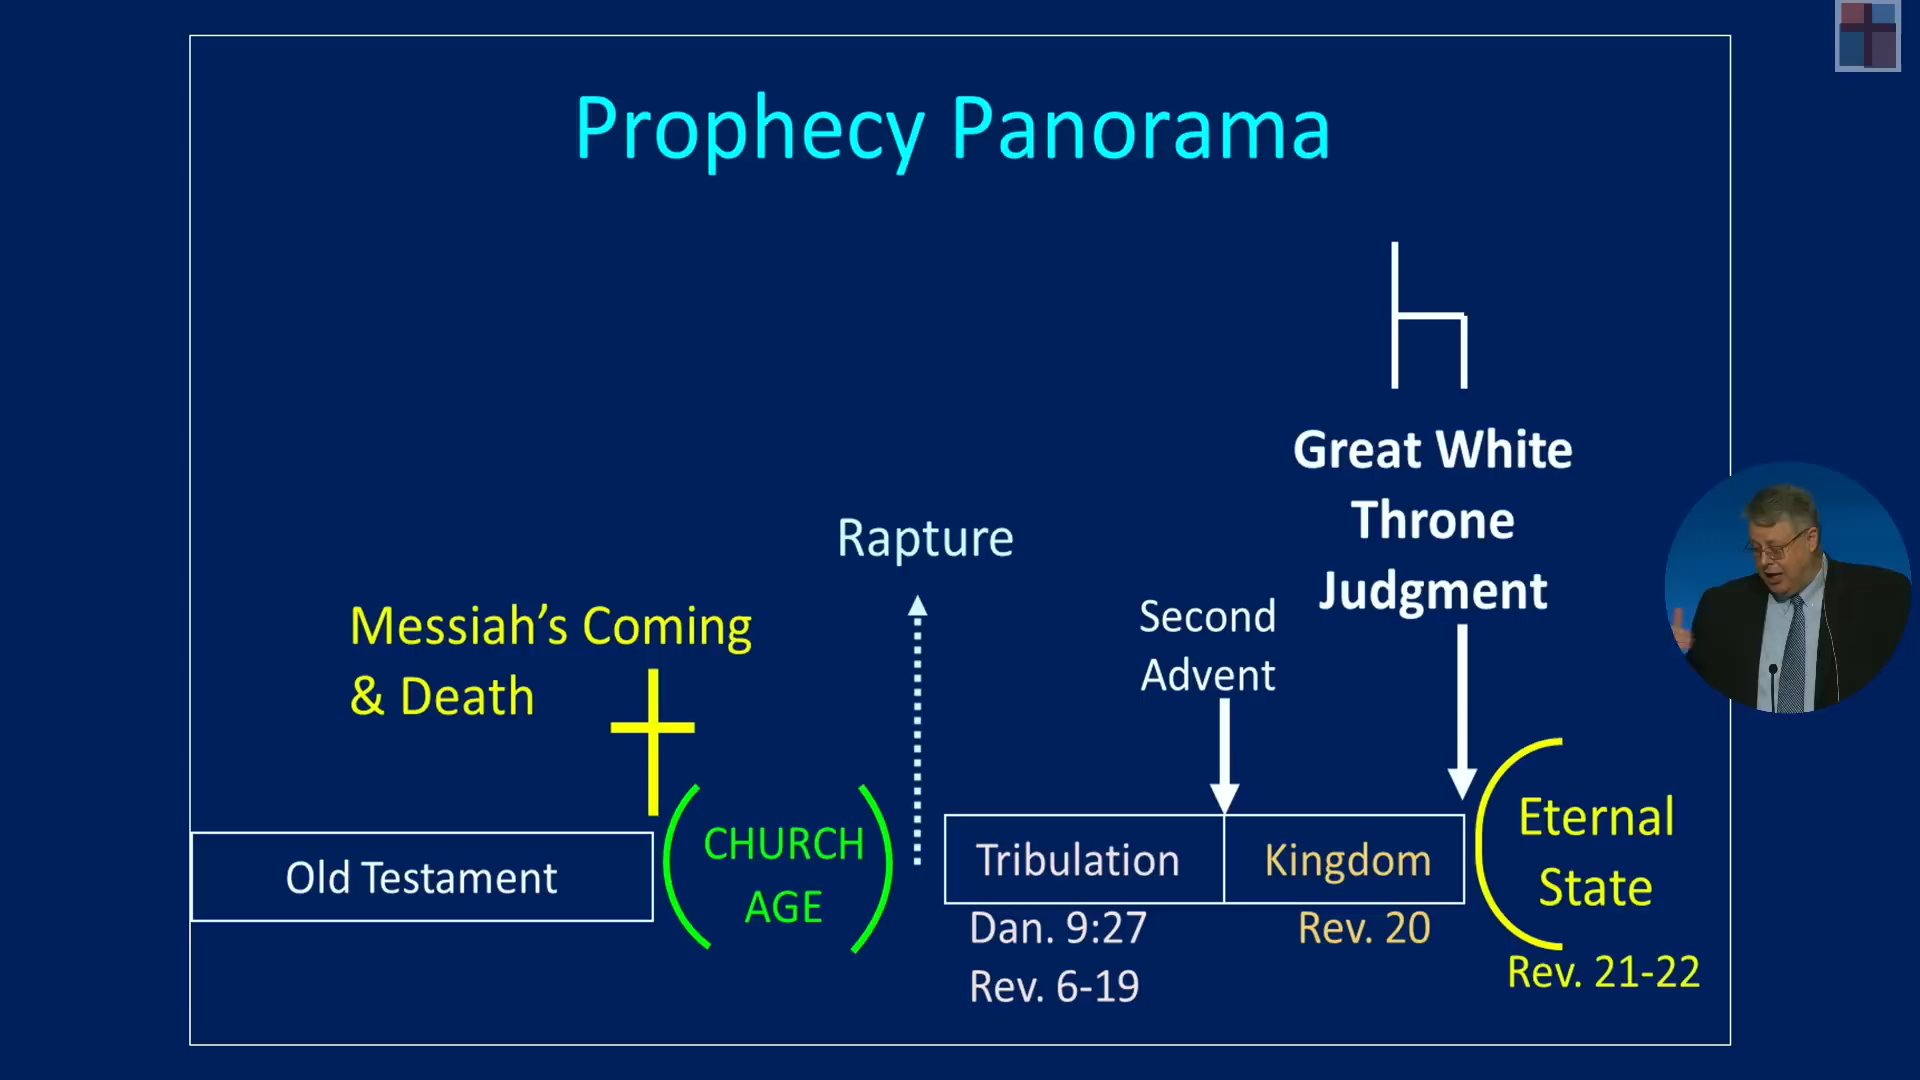 Prophecy Panorama
Great White
Throne
Judgment
Rapture
Second
Advent
Messiah’s Coming
& Death
Old Testament
CHURCH
AGE
Tribulation
Kingdom
Eternal
State
Dan. 9:27
Rev. 6-19
Rev. 20
Rev. 21-22